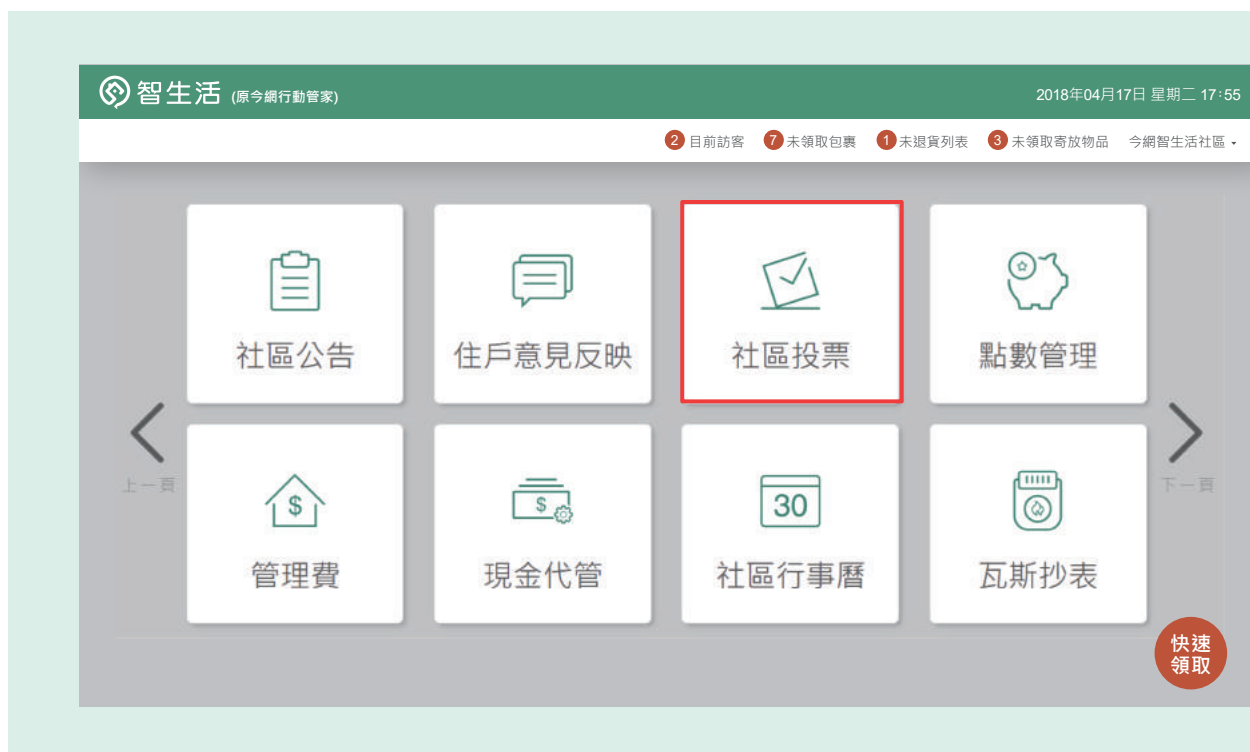 智生活 (原今網行動管家)
2018年04月17日 星期二 17:55
2 目前訪客 7 未領取包裹 1 未退貨列表 3 未領取寄放物品 今網智生活社區
社區公告 住戶意見反映 社區投票 點數管理
上一頁 下一頁
$ $ 30
管理費 現金代管 社區行事曆 瓦斯抄表
快速
領取